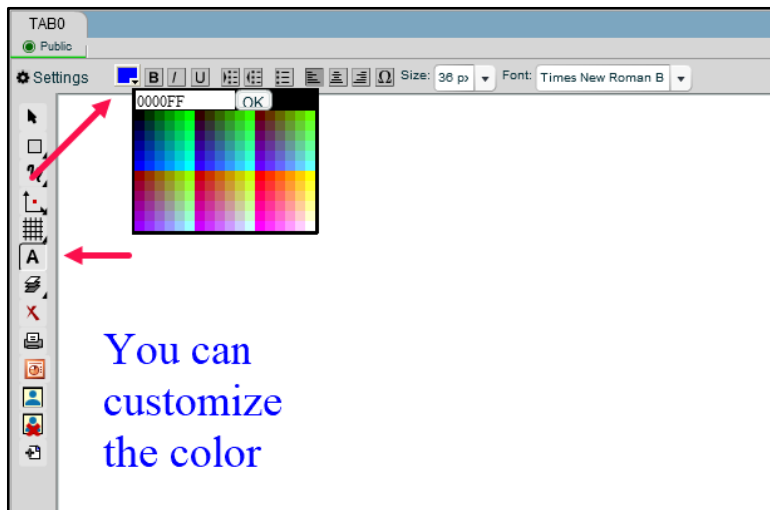 TAB0
Public
Settings
B I U Ω Size: 36 px Font: Times New Roman B
0000FF OK
A
You can
customize
the color